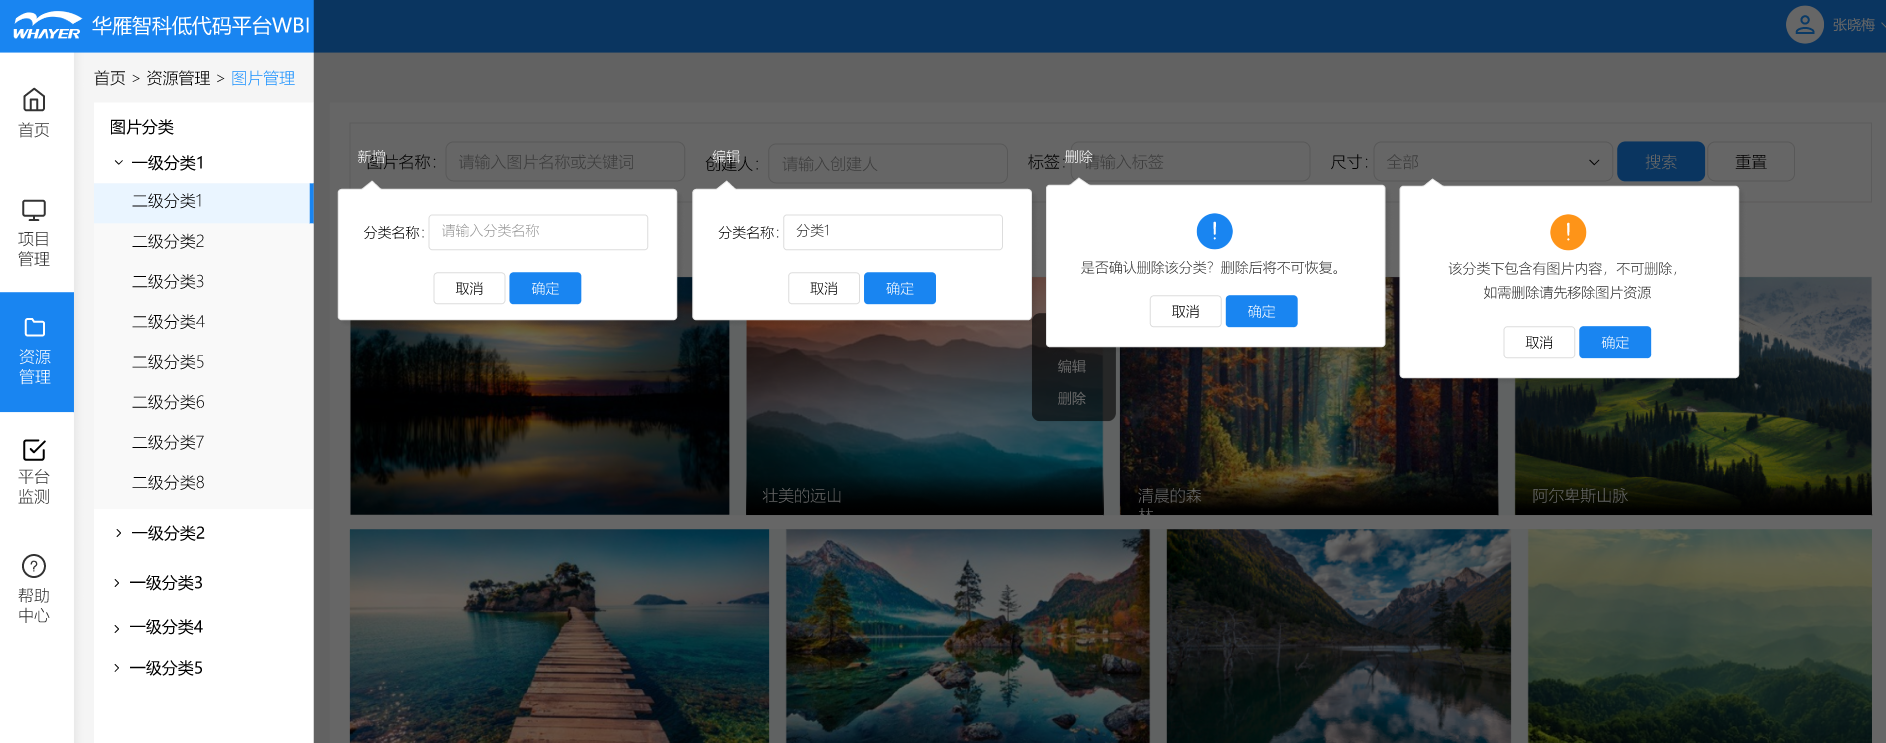 WHAYER
华雁智科低代码平台WBI
张晓梅
首页 > 资源管理 > 图片管理
首页
项目
管理
资源
管理
平台
监测
帮助
中心
图片分类
一级分类1
二级分类1
二级分类2
二级分类3
二级分类4
二级分类5
二级分类6
二级分类7
二级分类8
一级分类2
一级分类3
一级分类4
一级分类5
图片名称: 请输入图片名称或关键词
创建人: 请输入创建人
标签: 请输入标签
尺寸: 全部
搜索
重置
新增
分类名称: 请输入分类名称
取消
确定
编辑
分类名称: 分类1
取消
确定
删除
是否确认删除该分类？删除后将不可恢复。
取消
确定
该分类下包含有图片内容，不可删除，
如需删除请先移除图片资源
取消
确定
编辑
删除
壮美的远山
清晨的森
林
阿尔卑斯山脉